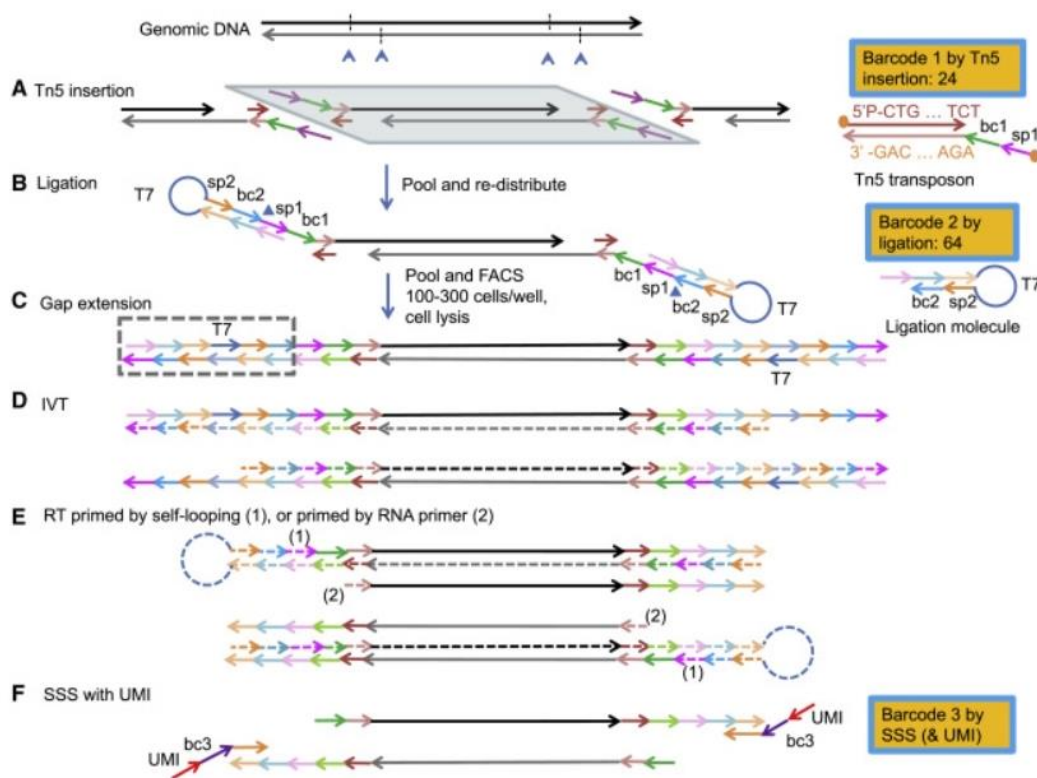 Genomic DNA
A Tn5 insertion
Barcode 1 by Tn5
insertion: 24
5'P-CTG ... TCT
bc1
sp1
3' -GAC ... AGA
Tn5 transposon
B Ligation
Pool and re-distribute
T7
sp2
bc2
sp1
bc1
Barcode 2 by
ligation: 64
bc1
sp1
bc2
sp2
T7
bc2
sp2
T7
Ligation molecule
Pool and FACS
100-300 cells/well,
cell lysis
C Gap extension
T7
T7
D IVT
E RT primed by self-looping (1), or primed by RNA primer (2)
(1)
(2)
(2)
(1)
F SSS with UMI
UMI
bc3
UMI
bc3
Barcode 3 by
SSS (& UMI)